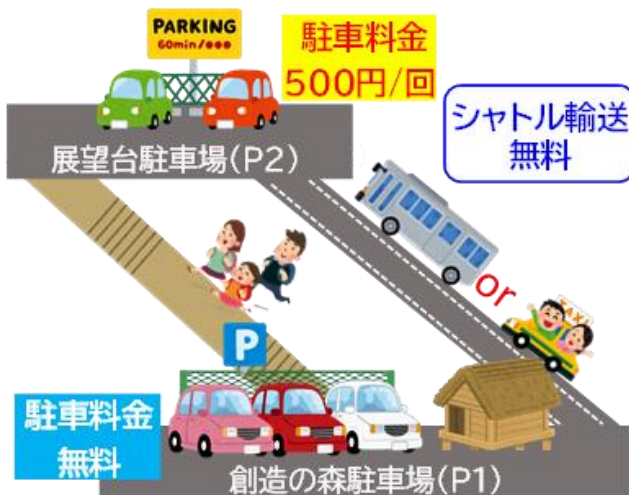 PARKING
60min/●●●
駐車料金
500円/回
シャトル輸送
無料
展望台駐車場(P2)
or
TAXI
P
駐車料金
無料
創造の森駐車場(P1)